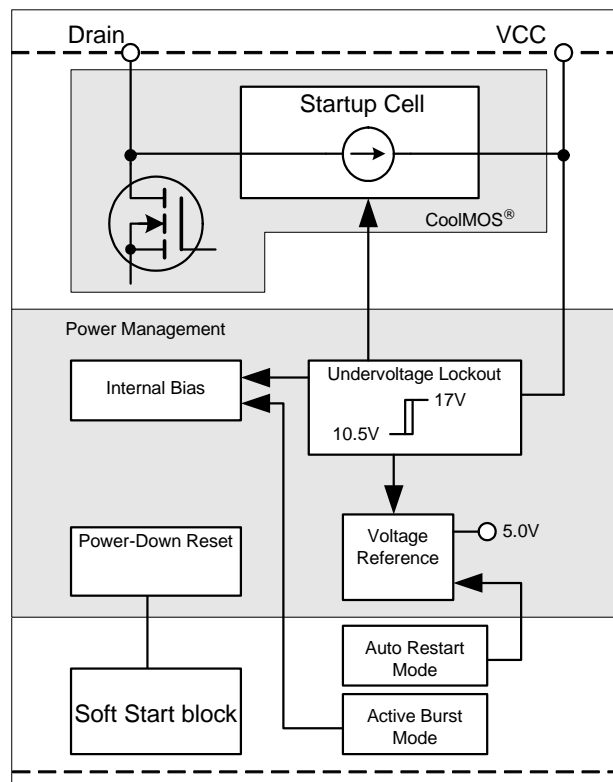 Drain
VCC
Startup Cell
CoolMOS®
Power Management
Internal Bias
Undervoltage Lockout
17V
10.5V
Power-Down Reset
Voltage
Reference
5.0V
Auto Restart
Mode
Soft Start block
Active Burst
Mode